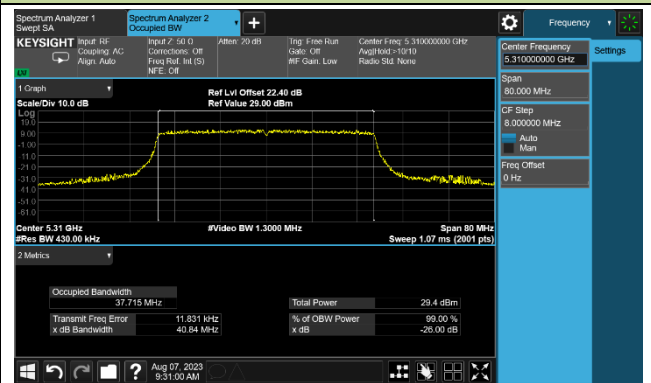 Spectrum Analyzer 1
Swept SA
Spectrum Analyzer 2
Occupied BW
Frequency
KEYSIGHT
Input: RF
Coupling: AC
Align: Auto
Input Z: 50 Ω
Corrections: Off
Freq Ref: Int (S)
NFE: Off
Atten: 20 dB
Trig: Free Run
Gate: Off
#IF Gain: Low
Center Freq: 5.310000000 GHz
Avg|Hold:>10/10
Radio Std: None
LXI
Center Frequency
5.310000000 GHz
Settings
Span
80.000 MHz
CF Step
8.000000 MHz
Auto
Man
Freq Offset
0 Hz
1 Graph
Scale/Div 10.0 dB
Ref Lvl Offset 22.40 dB
Ref Value 29.00 dBm
Log
19.0
9.00
-1.00
-11.0
-21.0
-31.0
-41.0
-51.0
-61.0
Center 5.31 GHz
#Res BW 430.00 kHz
#Video BW 1.3000 MHz
Span 80 MHz
Sweep 1.07 ms (2001 pts)
2 Metrics
Occupied Bandwidth
37.715 MHz
Total Power 29.4 dBm
Transmit Freq Error 11.831 kHz
% of OBW Power 99.00 %
x dB Bandwidth 40.84 MHz
x dB -26.00 dB
?
Aug 07, 2023
9:31:00 AM